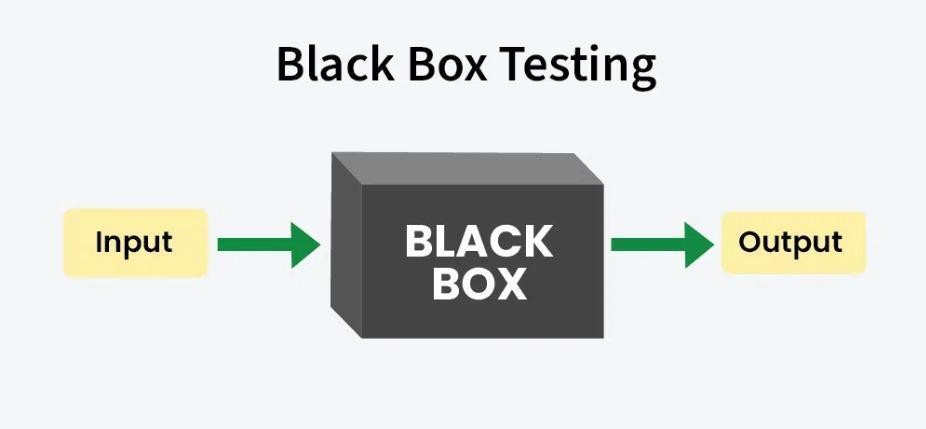 Black Box Testing
Input
BLACK
BOX
Output